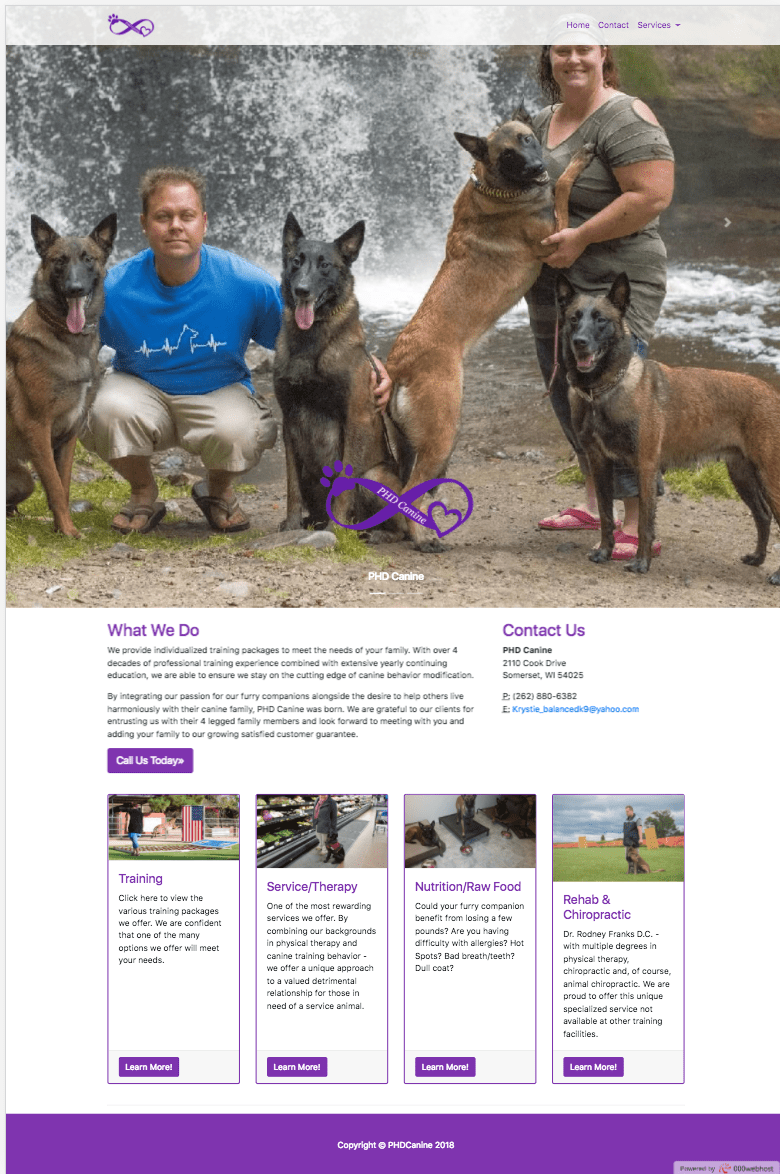 Home Contact Services
PHD Canine
PHD Canine
What We Do
We provide individualized training packages to meet the needs of your family. With over 4
decades of professional training experience combined with extensive yearly continuing
education, we are able to ensure we stay on the cutting edge of canine behavior modification.
By integrating our passion for our furry companions alongside the desire to help others live
harmoniously with their canine family, PHD Canine was born. We are grateful to our clients for
entrusting us with their 4 legged family members and look forward to meeting with you and
adding your family to our growing satisfied customer guarantee.
Call Us Today»
Contact Us
PHD Canine
2110 Cook Drive
Somerset, WI 54025
P: (262) 880-6382
E: Krystie_balancedk9@yahoo.com
Training
Click here to view the
various training packages
we offer. We are confident
that one of the many
options we offer will meet
your needs.
Learn More!
Service/Therapy
One of the most rewarding
services we offer. By
combining our backgrounds
in physical therapy and
canine training behavior -
we offer a unique approach
to a valued detrimental
relationship for those in
need of a service animal.
Learn More!
Nutrition/Raw Food
Could your furry companion
benefit from losing a few
pounds? Are you having
difficulty with allergies? Hot
Spots? Bad breath/teeth?
Dull coat?
Learn More!
Rehab &
Chiropractic
Dr. Rodney Franks D.C. -
with multiple degrees in
physical therapy,
chiropractic and, of course,
animal chiropractic. We are
proud to offer this unique
specialized service not
available at other training
facilities.
Learn More!
Copyright © PHDCanine 2018
Powered by 000webhost